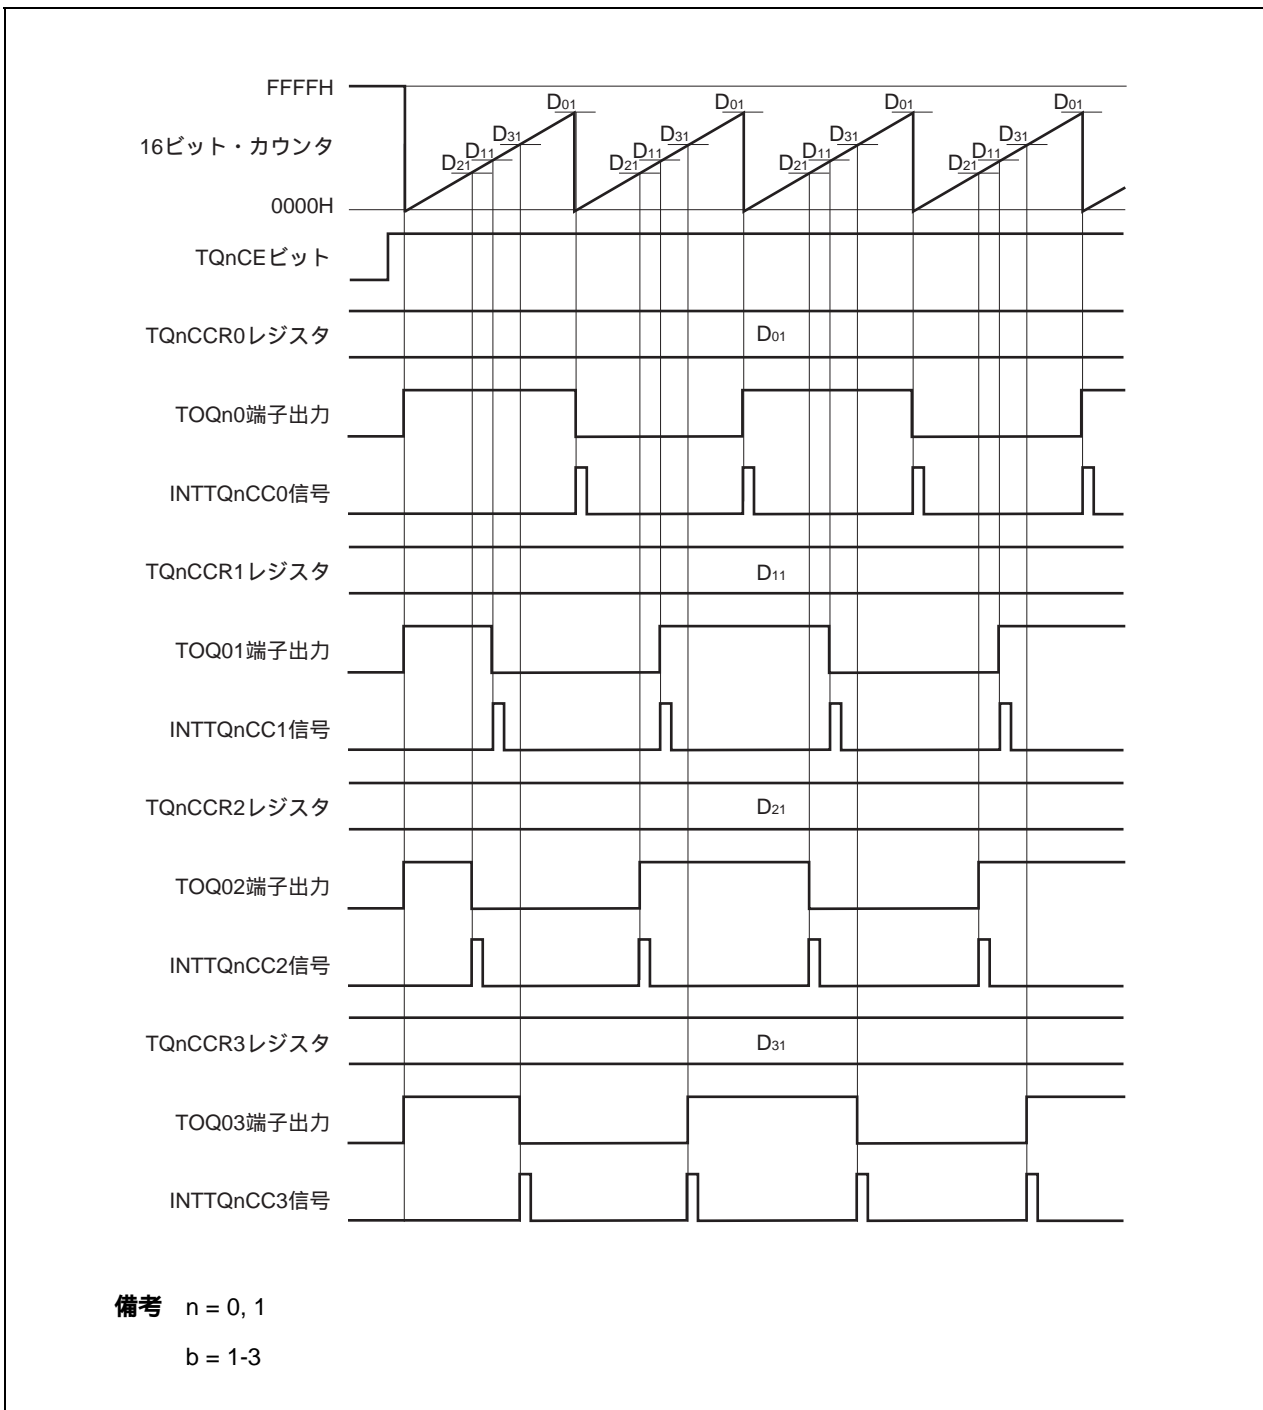 FFFFH
D01 D01 D01 D01
16ビット・カウンタ
D31 D31 D31 D31
D11 D11 D11 D11
D21 D21 D21 D21
0000H
TQnCEビット
TQnCCR0レジスタ
D01
TOQn0端子出力
INTTQnCC0信号
TQnCCR1レジスタ
D11
TOQ01端子出力
INTTQnCC1信号
TQnCCR2レジスタ
D21
TOQ02端子出力
INTTQnCC2信号
TQnCCR3レジスタ
D31
TOQ03端子出力
INTTQnCC3信号
備考 n = 0, 1
b = 1-3